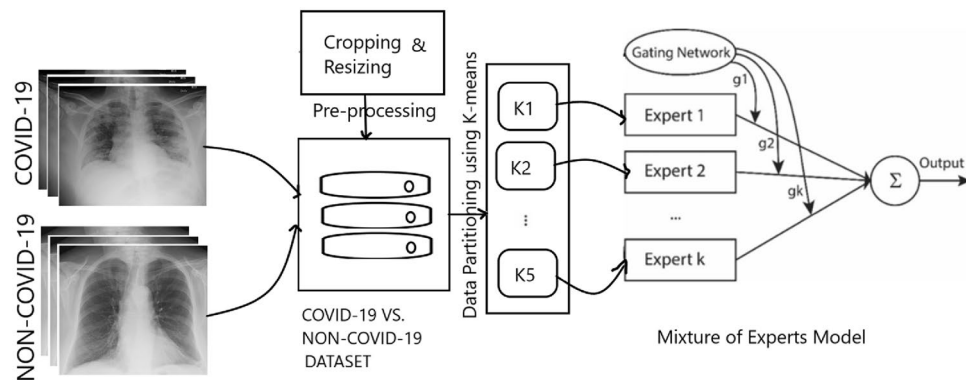 COVID-19
NON-COVID-19
Cropping &
Resizing
Pre-processing
COVID-19 VS.
NON-COVID-19
DATASET
Data Partitioning using K-means
K1
K2
...
K5
Gating Network
g1
g2
gk
Expert 1
Expert 2
...
Expert k
Σ
Output
Mixture of Experts Model